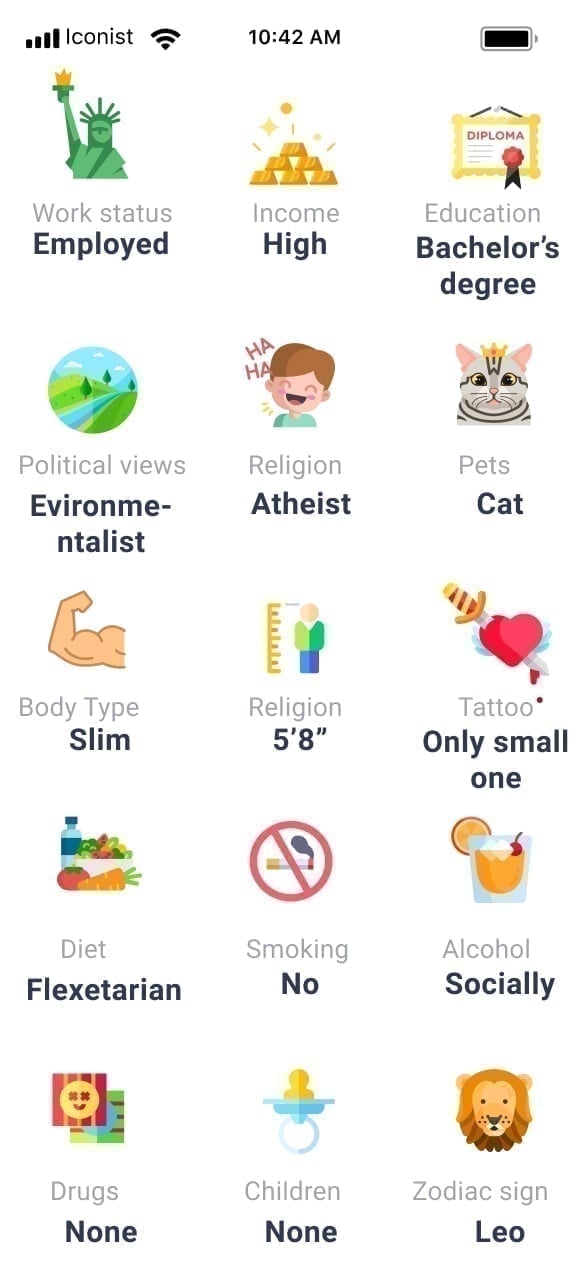 Iconist 10:42 AM
DIPLOMA
Work status Income Education
Employed High Bachelor’s
degree
HA
HA
Political views Religion Pets
Evironme-
ntalist
Atheist Cat
Body Type Religion Tattoo
Slim 5’8” Only small
one
Diet Smoking Alcohol
Flexetarian No Socially
Drugs Children Zodiac sign
None None Leo